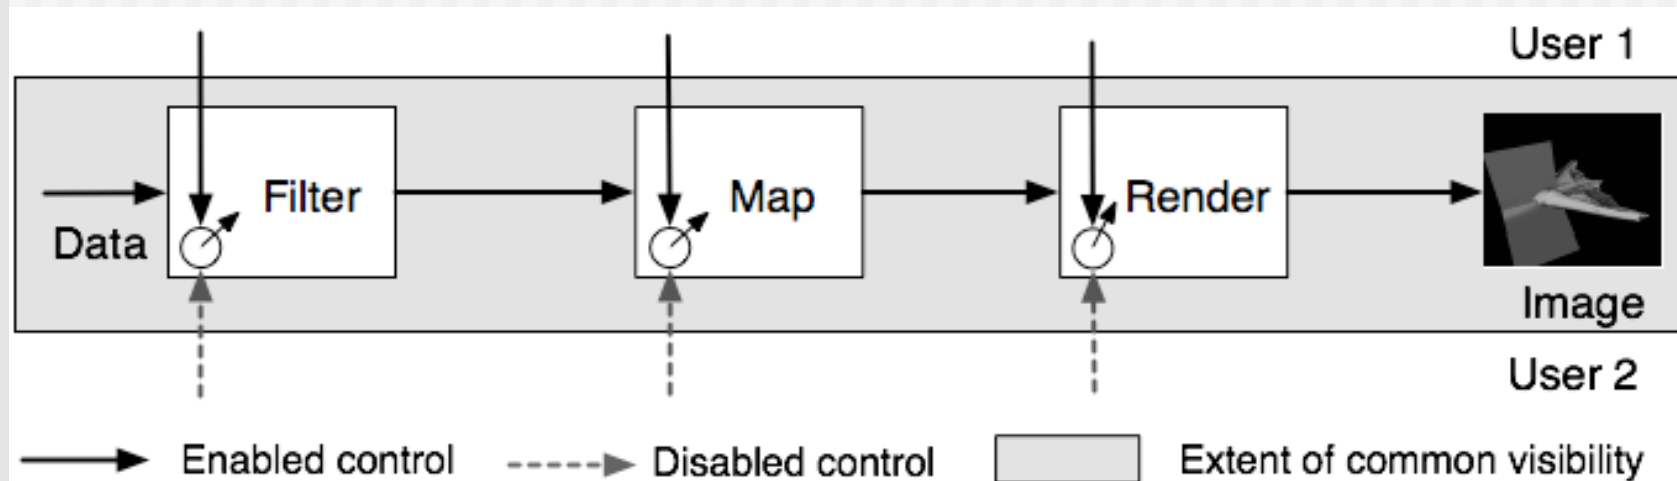 User 1
Filter
Map
Render
Data
Image
User 2
Enabled control
Disabled control
Extent of common visibility